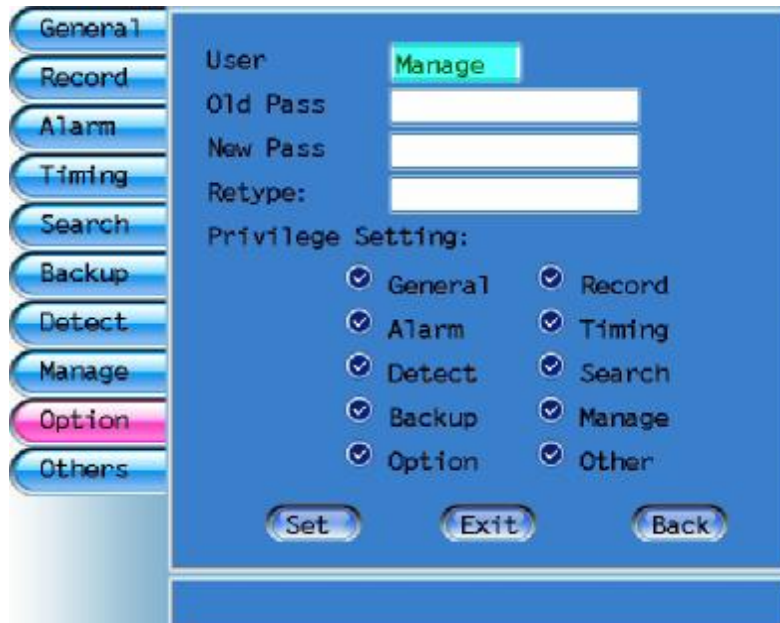 General
Record
Alarm
Timing
Search
Backup
Detect
Manage
Option
Others
User Manage
Old Pass
New Pass
Retype:
Privilege Setting:
General Record
Alarm Timing
Detect Search
Backup Manage
Option Other
Set Exit Back